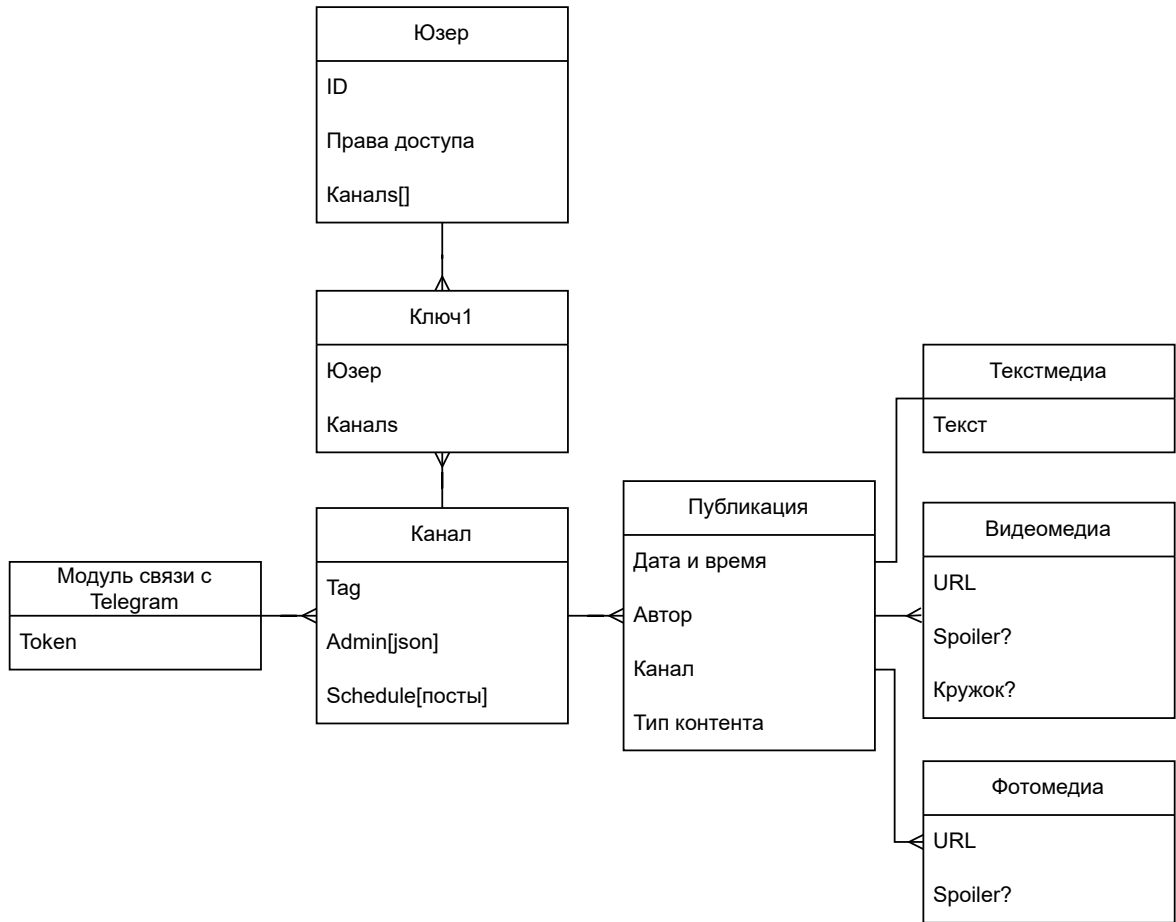 Юзер
ID
Права доступа
Каналs[]
Ключ1
Юзер
Каналs
Канал
Tag
Admin[json]
Schedule[посты]
Модуль связи с
Telegram
Token
Публикация
Дата и время
Автор
Канал
Тип контента
Текстмедиа
Текст
Видеомедиа
URL
Spoiler?
Кружок?
Фотомедиа
URL
Spoiler?